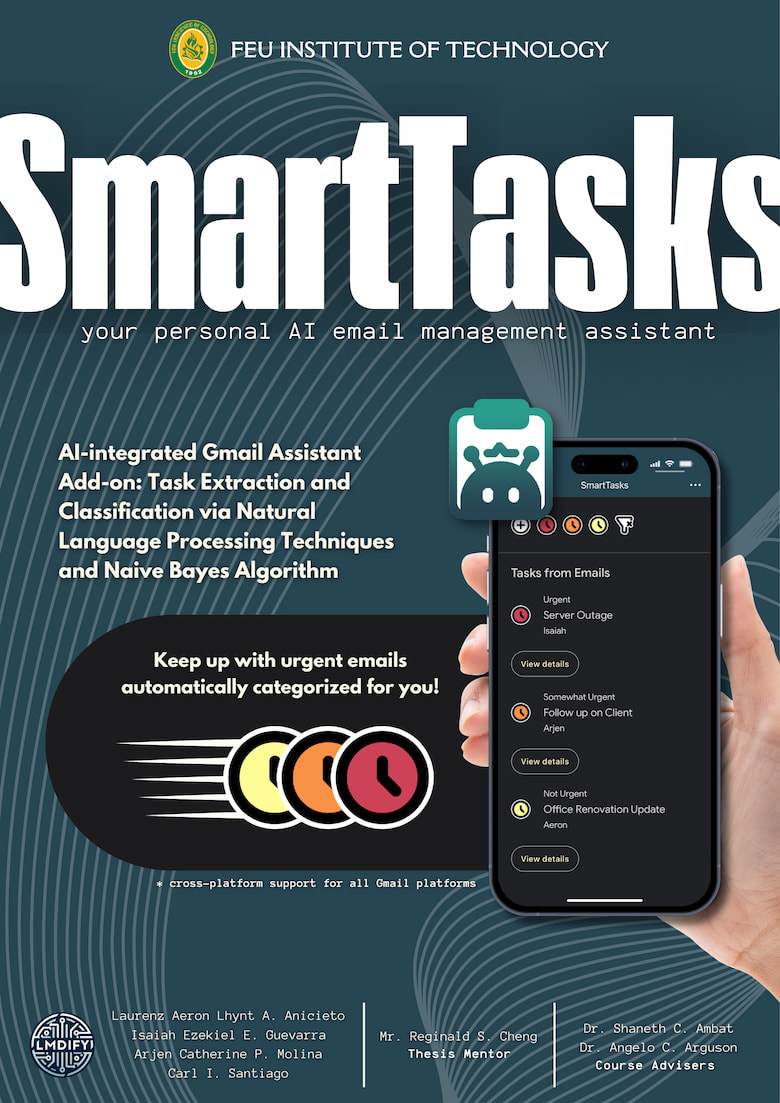 FEU INSTITUTE OF TECHNOLOGY
1992
SmartTasks
your personal AI email management assistant
AI-integrated Gmail Assistant
Add-on: Task Extraction and
Classification via Natural
Language Processing Techniques
and Naive Bayes Algorithm
Keep up with urgent emails
automatically categorized for you!
* cross-platform support for all Gmail platforms
SmartTasks
Tasks from Emails
Urgent
Server Outage
Isaiah
View details
Somewhat Urgent
Follow up on Client
Arjen
View details
Not Urgent
Office Renovation Update
Aeron
View details
LMDIFY
Laurenz Aeron Lhynt A. Anicieto
Isaiah Ezekiel E. Guevarra
Arjen Catherine P. Molina
Carl I. Santiago
Mr. Reginald S. Cheng
Thesis Mentor
Dr. Shaneth C. Ambat
Dr. Angelo C. Arguson
Course Advisers